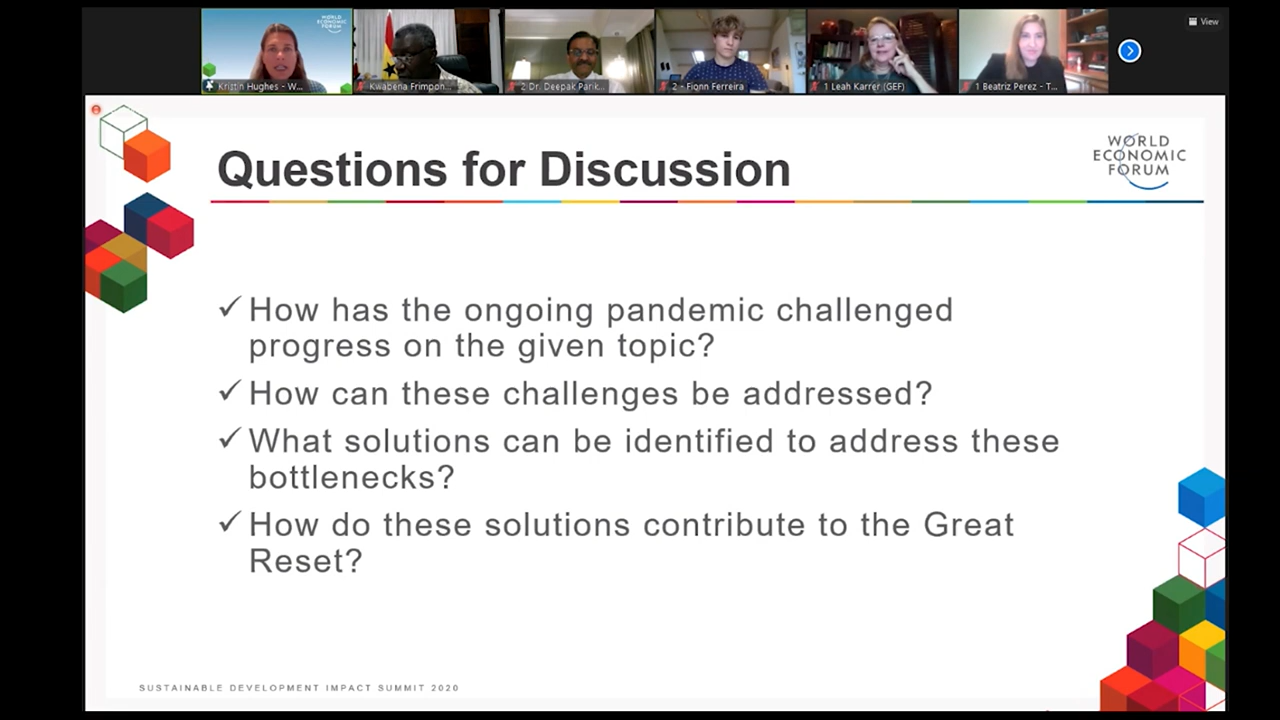 WORLD
ECONOMIC
FORUM
View
Kristin Hughes - W...
Kwabena Frimpon...
2 Dr. Deepak Parik...
2 - Fionn Ferreira
1 Leah Karrer (GEF)
1 Beatriz Perez - T...
Questions for Discussion
WORLD
ECONOMIC
FORUM
✓ How has the ongoing pandemic challenged
progress on the given topic?
✓ How can these challenges be addressed?
✓ What solutions can be identified to address these
bottlenecks?
✓ How do these solutions contribute to the Great
Reset?
SUSTAINABLE DEVELOPMENT IMPACT SUMMIT 2020